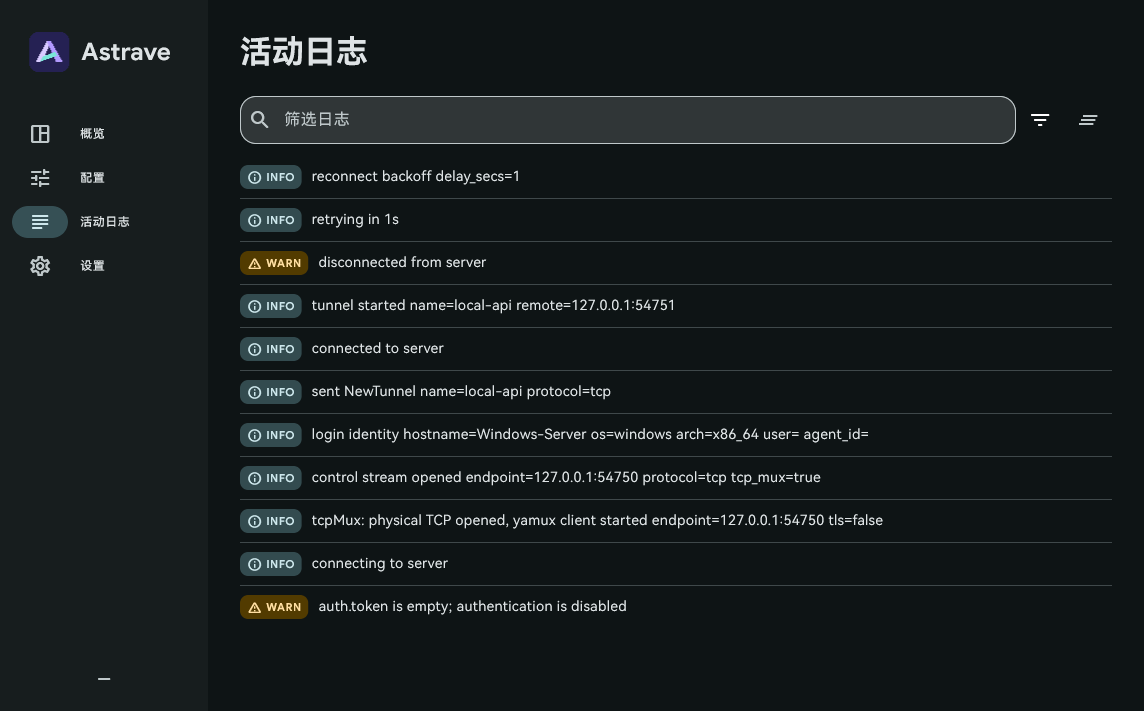 Astrave
概览
配置
活动日志
设置
活动日志
筛选日志
INFO reconnect backoff delay_secs=1
INFO retrying in 1s
WARN disconnected from server
INFO tunnel started name=local-api remote=127.0.0.1:54751
INFO connected to server
INFO sent NewTunnel name=local-api protocol=tcp
INFO login identity hostname=Windows-Server os=windows arch=x86_64 user= agent_id=
INFO control stream opened endpoint=127.0.0.1:54750 protocol=tcp tcp_mux=true
INFO tcpMux: physical TCP opened, yamux client started endpoint=127.0.0.1:54750 tls=false
INFO connecting to server
WARN auth.token is empty; authentication is disabled